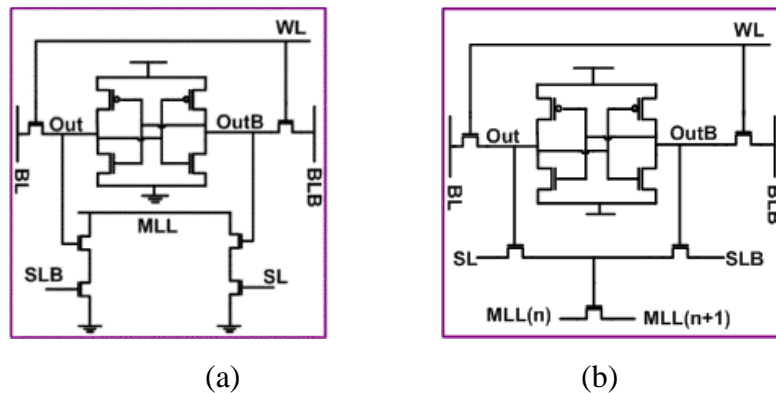 WL
Out
OutB
BL
BLB
MLL
SLB
SL
(a)
WL
Out
OutB
BL
BLB
SL
SLB
MLL(n)
MLL(n+1)
(b)